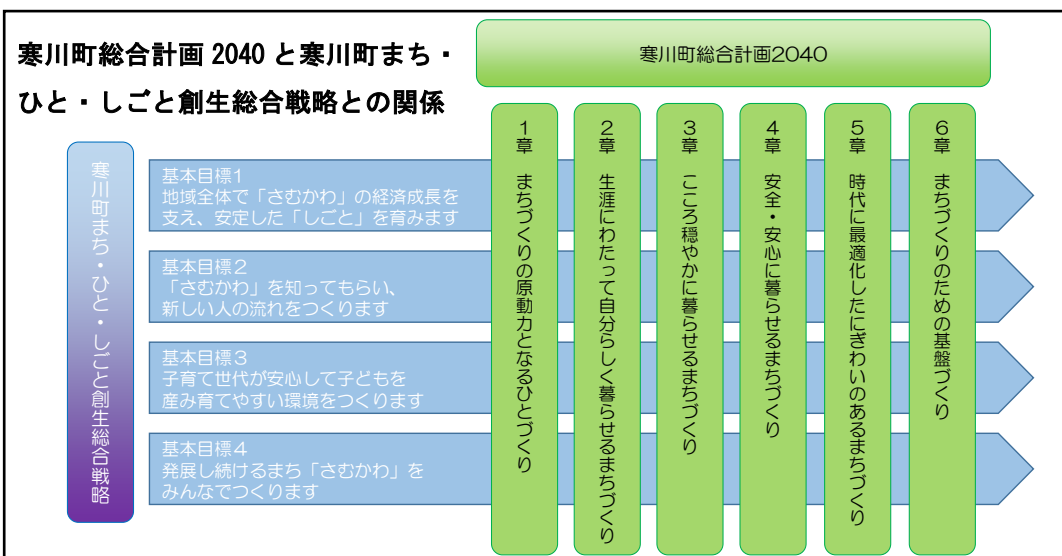 寒川町総合計画 2040 と寒川町まち・
ひと・しごと創生総合戦略との関係
寒川町総合計画2040
寒川町まち・ひと・しごと創生総合戦略
基本目標1
地域全体で「さむかわ」の経済成長を
支え、安定した「しごと」を育みます
基本目標2
「さむかわ」を知ってもらい、
新しい人の流れをつくります
基本目標3
子育て世代が安心して子どもを
産み育てやすい環境をつくります
基本目標4
発展し続けるまち「さむかわ」を
みんなでつくります
1章 まちづくりの原動力となるひとづくり
2章 生涯にわたって自分らしく暮らせるまちづくり
3章 こころ穏やかに暮らせるまちづくり
4章 安全・安心に暮らせるまちづくり
5章 時代に最適化したにぎわいのあるまちづくり
6章 まちづくりのための基盤づくり